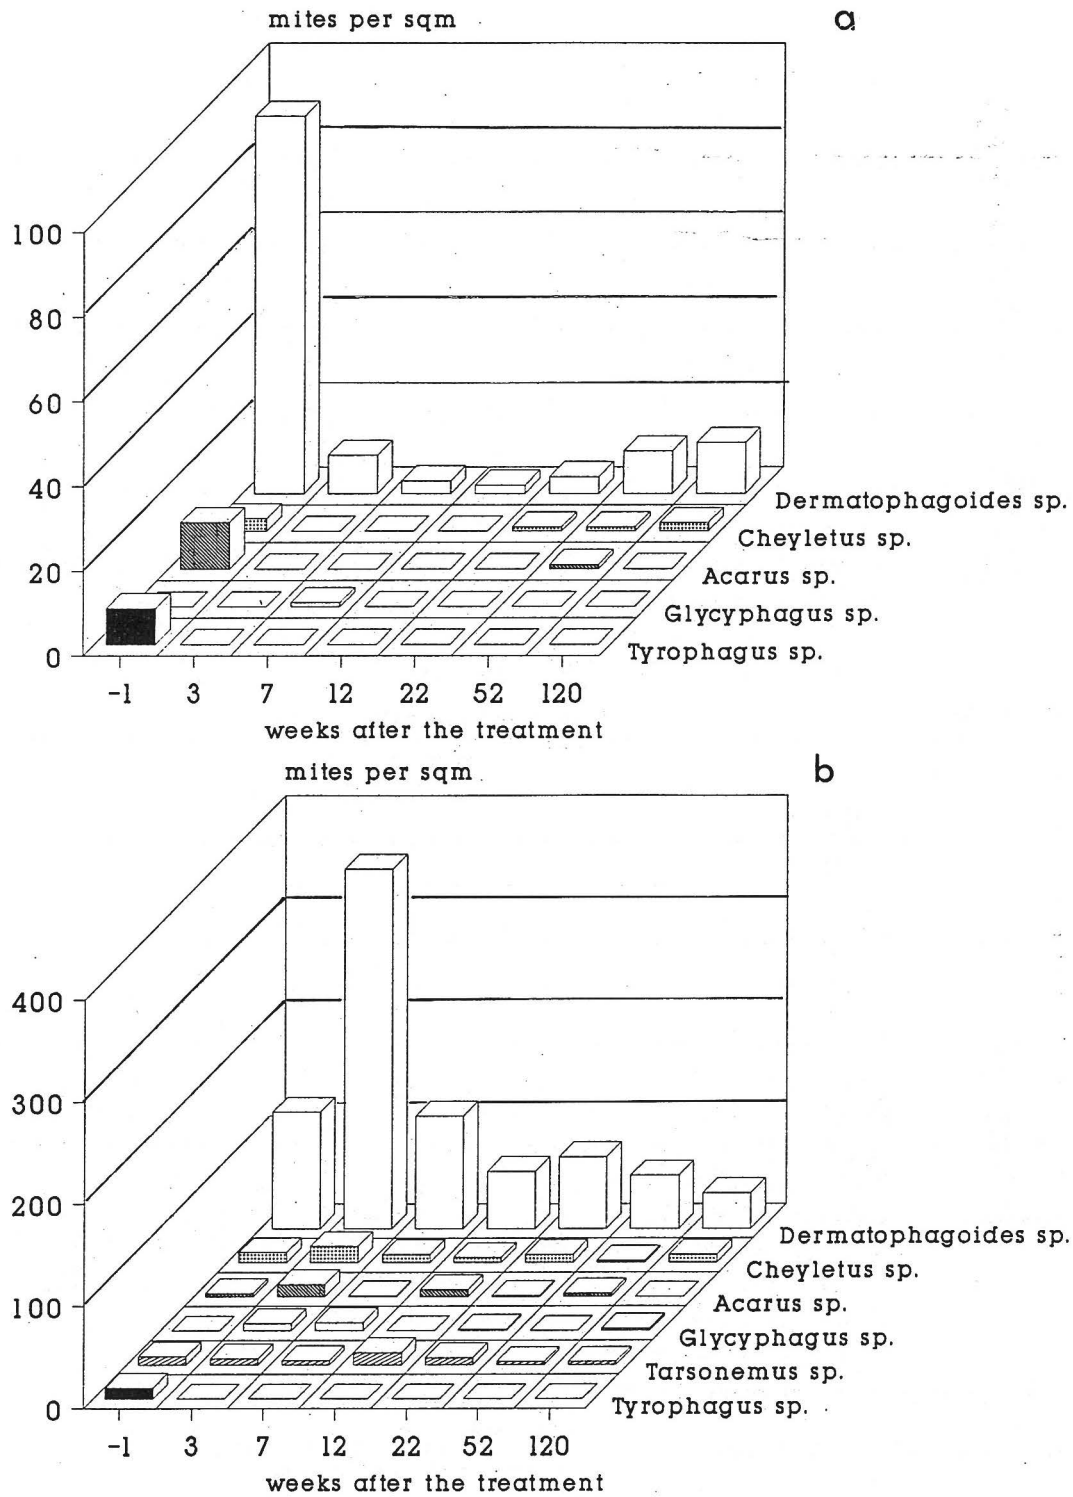 mites per sqm
a
100
80
60
40
20
0
Dermatophagoides sp.
Cheyletus sp.
Acarus sp.
Glycyphagus sp.
Tyrophagus sp.
-1 3 7 12 22 52 120
weeks after the treatment
mites per sqm
b
400
300
200
100
0
Dermatophagoides sp.
Cheyletus sp.
Acarus sp.
Glycyphagus sp.
Tarsonemus sp.
Tyrophagus sp.
-1 3 7 12 22 52 120
weeks after the treatment